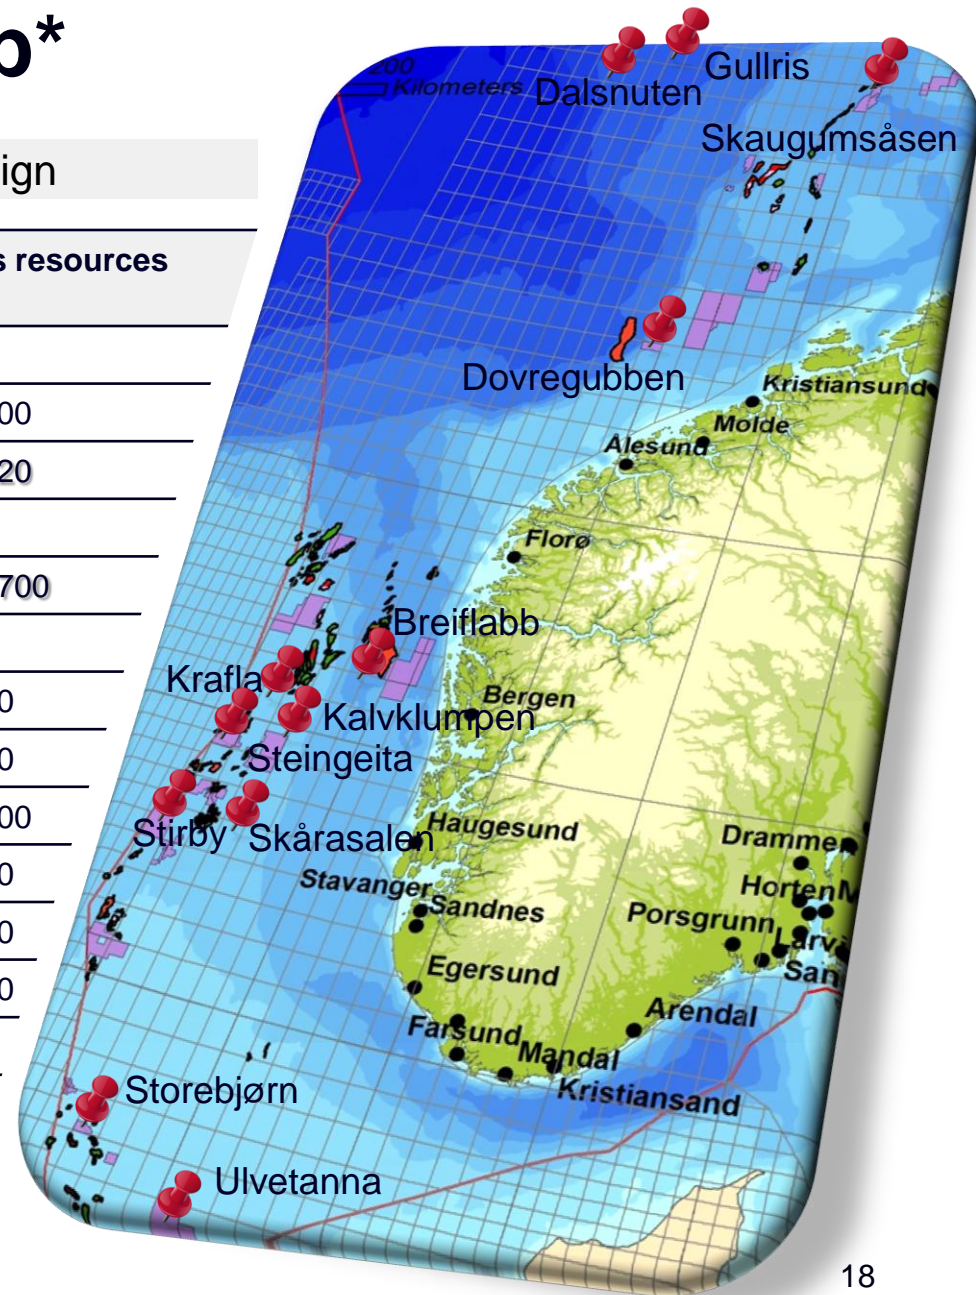 p*
ign
s resources
00
20
700
0
0
00
0
0
0
200
Kilometers
Gullris
Dalsnuten
Skaugumsåsen
Dovregubben
Kristiansund
Molde
Ålesund
Florø
Breiflabb
Krafla
Bergen
Kalvklumpen
Steingeita
Stirby
Skårasalen
Haugesund
Drammen
Stavanger
Horten
M
Sandnes
Porsgrunn
Larv
San
Egersund
Arendal
Farsund
Mandal
Kristiansand
Storebjørn
Ulvetanna
18